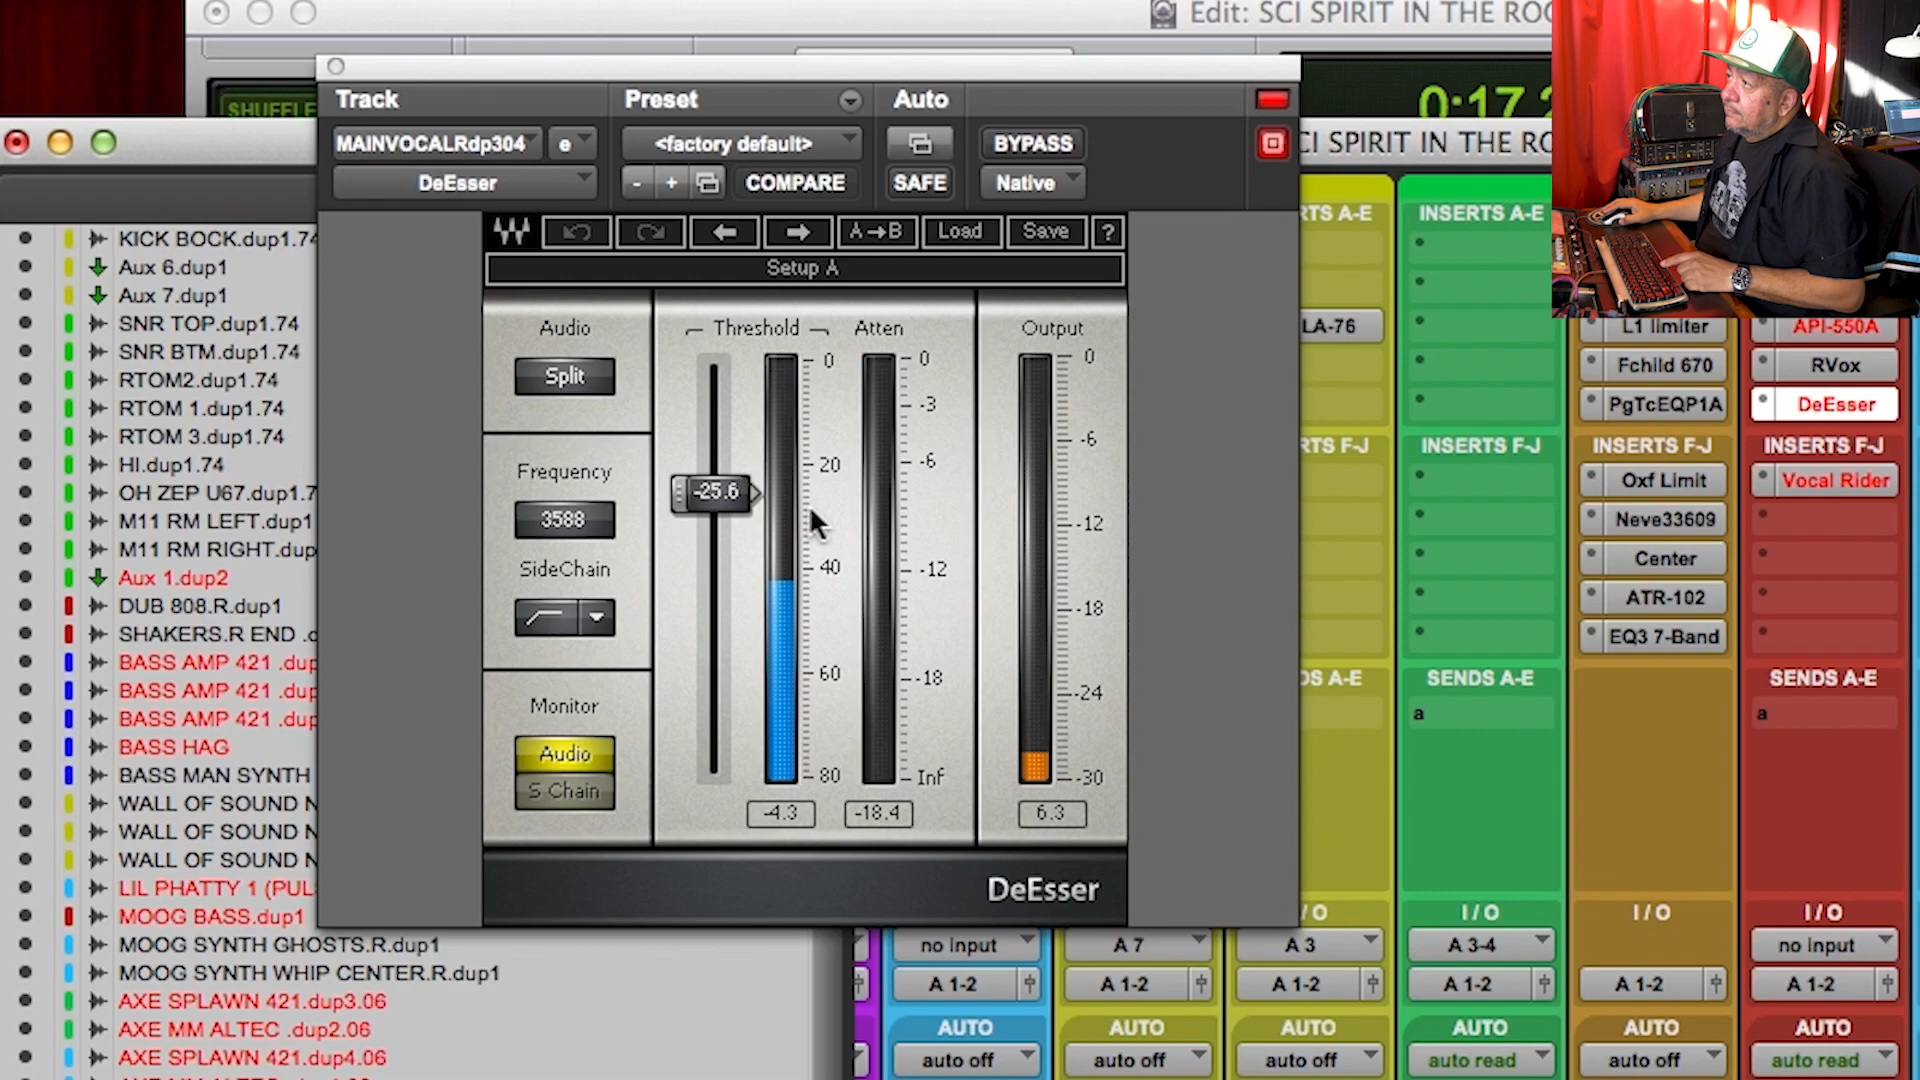 Edit: SCI SPIRIT IN THE ROO
SHUFFLE
0:17.2
SCI SPIRIT IN THE RO
Track
Preset
Auto
MAINVOCALRdp304
e
<factory default>
BYPASS
DeEsser
-
+
COMPARE
SAFE
Native
A→B
Load
Save
?
Setup A
Audio
Split
Frequency
3588
SideChain
Monitor
Audio
S Chain
Threshold
Atten
Output
-25.6
0
20
40
60
80
-4.3
0
-3
-6
-12
-18
Inf
-18.4
0
-6
-12
-18
-24
-30
6.3
DeEsser
KICK BOCK.dup1.74
Aux 6.dup1
Aux 7.dup1
SNR TOP.dup1.74
SNR BTM.dup1.74
RTOM2.dup1.74
RTOM 1.dup1.74
RTOM 3.dup1.74
HI.dup1.74
OH ZEP U67.dup1.7
M11 RM LEFT.dup1
M11 RM RIGHT.dup
Aux 1.dup2
DUB 808.R.dup1
SHAKERS.R END .d
BASS AMP 421 .dup
BASS AMP 421 .dup
BASS AMP 421 .dup
BASS HAG
BASS MAN SYNTH
WALL OF SOUND N
WALL OF SOUND N
WALL OF SOUND N
LIL PHATTY 1 (PUL
MOOG BASS.dup1
MOOG SYNTH GHOSTS.R.dup1
MOOG SYNTH WHIP CENTER.R.dup1
AXE SPLAWN 421.dup3.06
AXE MM ALTEC .dup2.06
AXE SPLAWN 421.dup4.06
RTS A-E
INSERTS A-E
LA-76
L1 limiter
API-550A
Fchild 670
RVox
PgTcEQP1A
DeEsser
RTS F-J
INSERTS F-J
INSERTS F-J
INSERTS F-J
Oxf Limit
Vocal Rider
Neve33609
Center
ATR-102
EQ3 7-Band
DS A-E
SENDS A-E
SENDS A-E
a
a
/ O
I / O
I / O
I / O
no input
A 7
A 3
A 3-4
no input
A 1-2
A 1-2
A 1-2
A 1-2
A 1-2
A 1-2
AUTO
AUTO
AUTO
AUTO
AUTO
AUTO
auto off
auto off
auto off
auto read
auto off
auto read